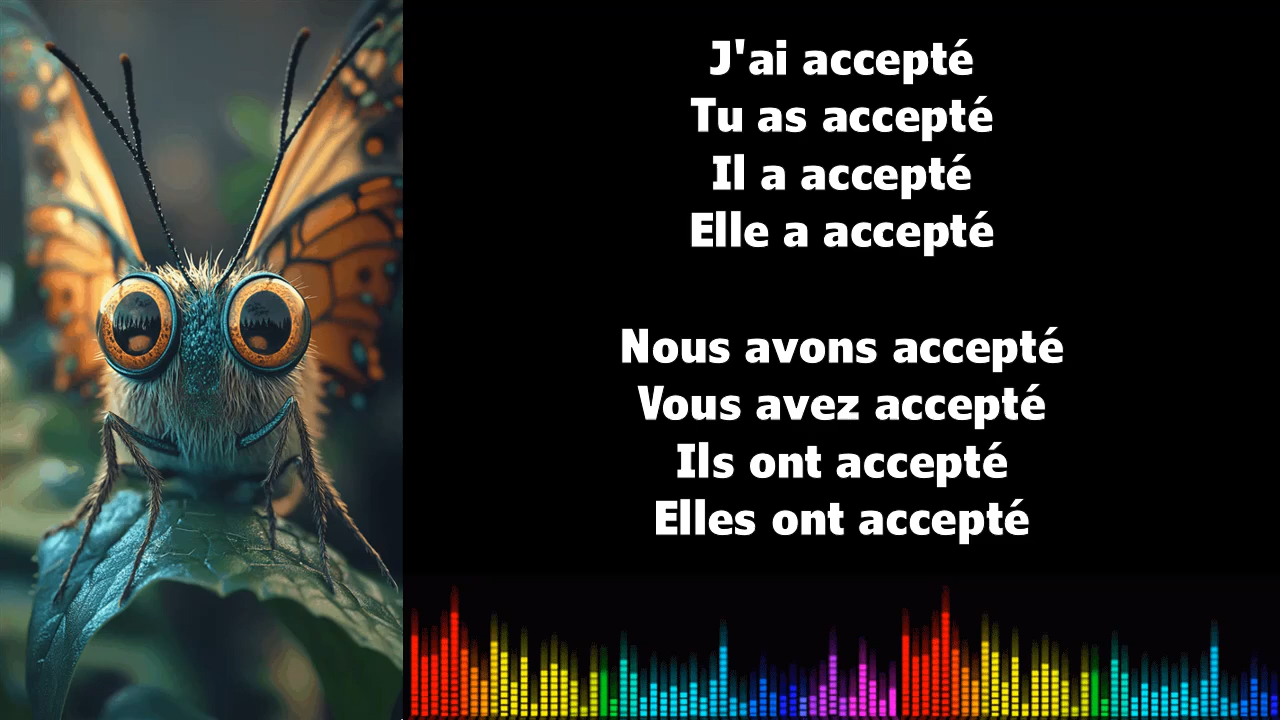 J'ai accepté
Tu as accepté
Il a accepté
Elle a accepté
Nous avons accepté
Vous avez accepté
Ils ont accepté
Elles ont accepté